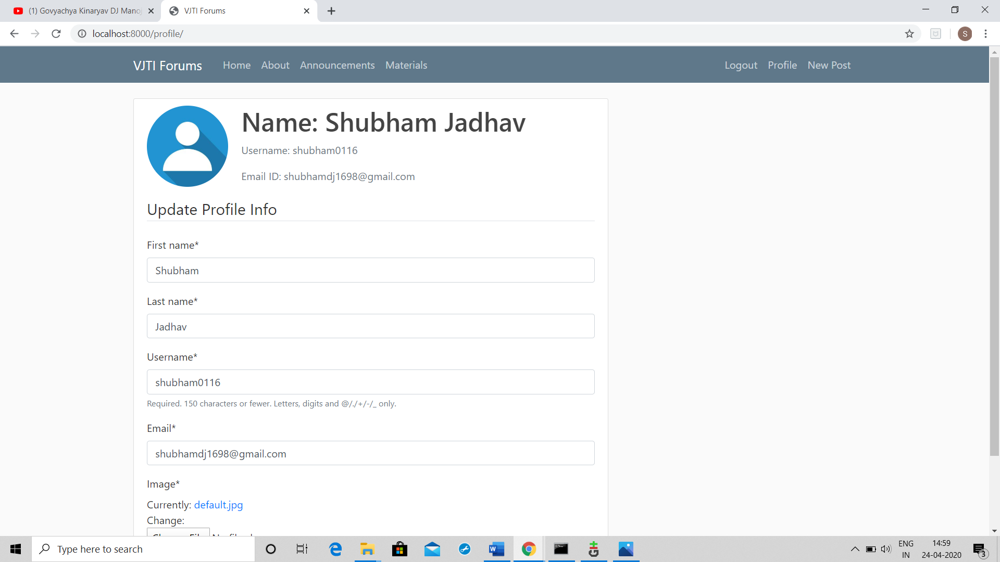 (1) Govyachya Kinaryav DJ Mano
VJTI Forums
localhost:8000/profile/
S
VJTI Forums Home About Announcements Materials Logout Profile New Post
Name: Shubham Jadhav
Username: shubham0116
Email ID: shubhamdj1698@gmail.com
Update Profile Info
First name*
Shubham
Last name*
Jadhav
Username*
shubham0116
Required. 150 characters or fewer. Letters, digits and @/./+/-/_ only.
Email*
shubhamdj1698@gmail.com
Image*
Currently: default.jpg
Change:
Type here to search
ENG
IN
14:59
24-04-2020
3